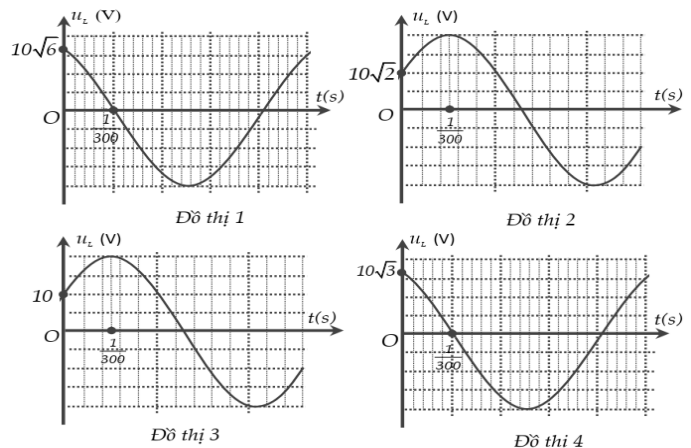 u_L (V)
10√6
O
1/300
t(s)
Đồ thị 1
u_L (V)
10√2
O
1/300
t(s)
Đồ thị 2
u_L (V)
10
O
1/300
t(s)
Đồ thị 3
u_L (V)
10√3
O
1/300
t(s)
Đồ thị 4